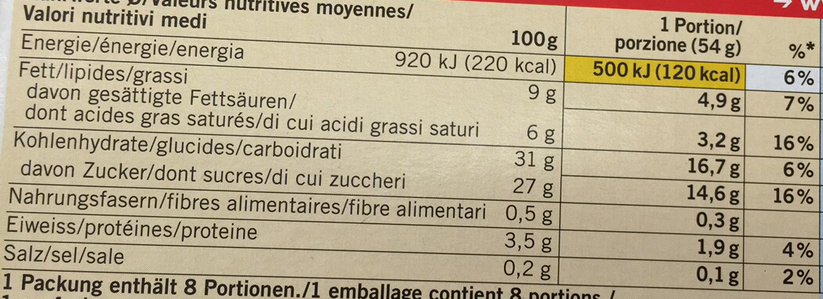 Ø/Valeurs nutritives moyennes/
Valori nutritivi medi 100g 1 Portion/
porzione (54 g) %*
Energie/énergie/energia 920 kJ (220 kcal) 500 kJ (120 kcal) 6%
Fett/lipides/grassi 9 g 4,9 g 7%
davon gesättigte Fettsäuren/
dont acides gras saturés/di cui acidi grassi saturi 6 g 3,2 g 16%
Kohlenhydrate/glucides/carboidrati 31 g 16,7 g 6%
davon Zucker/dont sucres/di cui zuccheri 27 g 14,6 g 16%
Nahrungsfasern/fibres alimentaires/fibre alimentari 0,5 g 0,3 g
Eiweiss/protéines/proteine 3,5 g 1,9 g 4%
Salz/sel/sale 0,2 g 0,1 g 2%
1 Packung enthält 8 Portionen./1 emballage contient 8 portions /